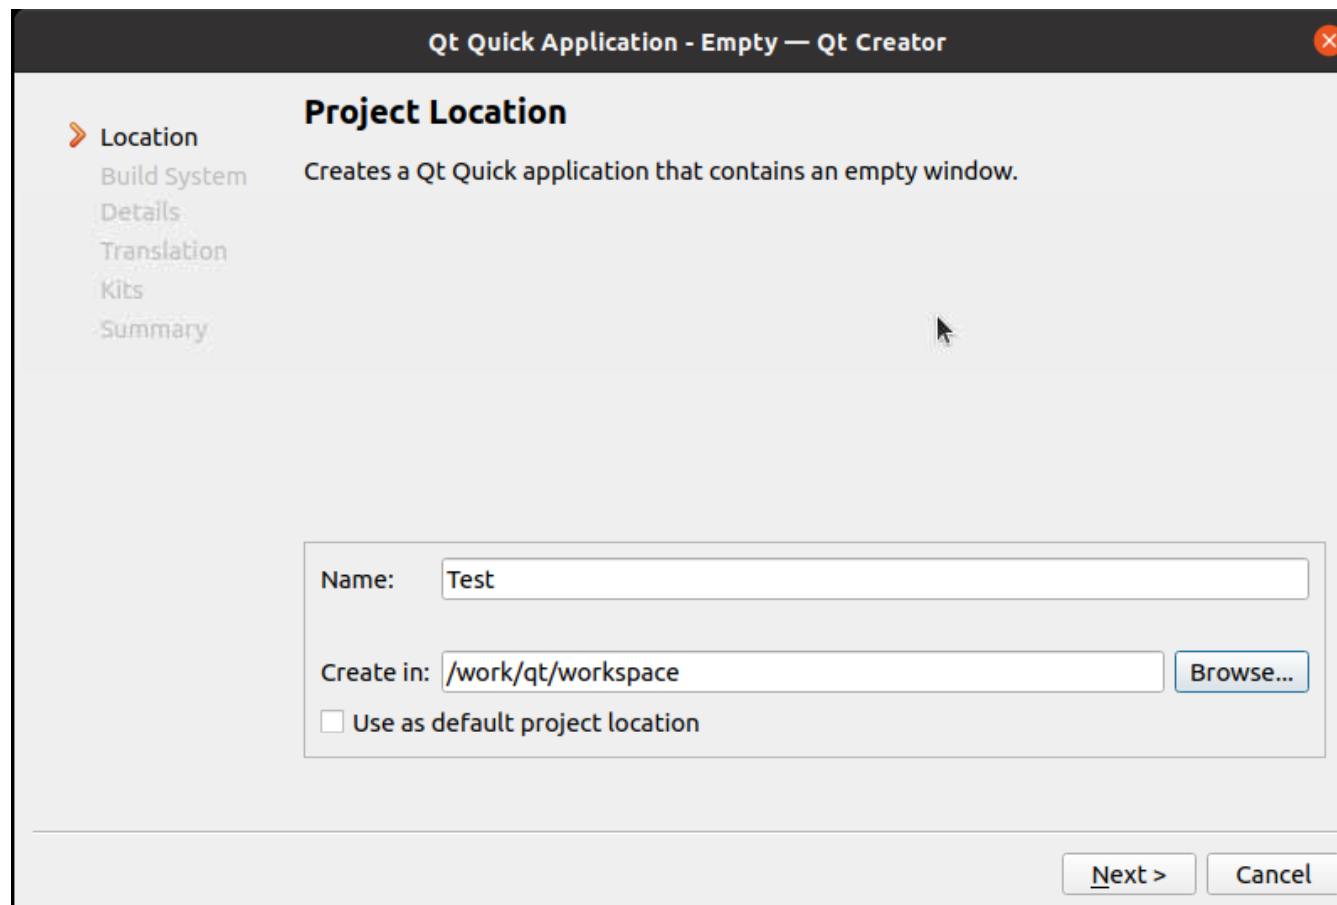 Qt Quick Application - Empty — Qt Creator
Location
Build System
Details
Translation
Kits
Summary
Project Location
Creates a Qt Quick application that contains an empty window.
Name: Test
Create in: /work/qt/workspace Browse...
Use as default project location
Next > Cancel